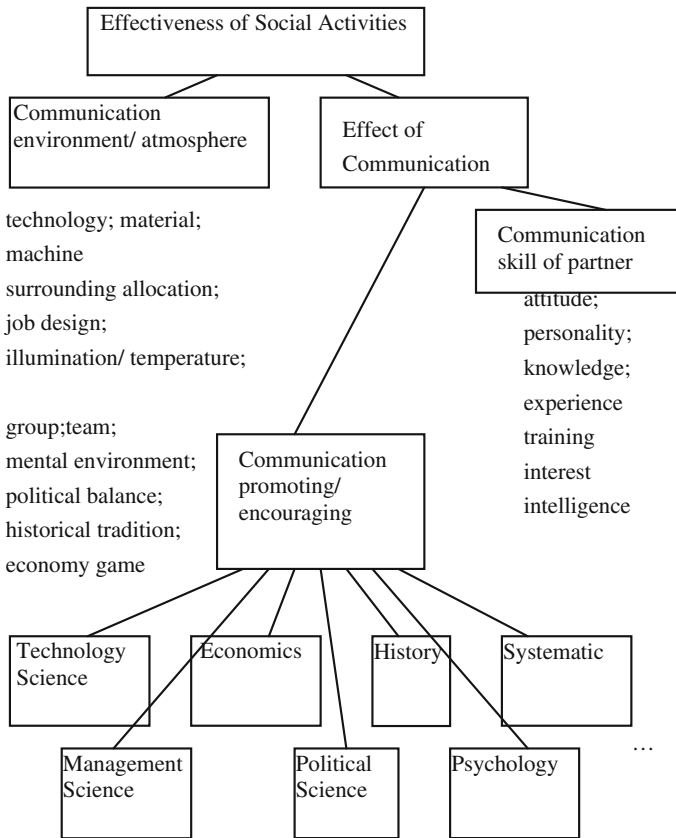 Effectiveness of Social Activities
Communication
environment/ atmosphere
Effect of
Communication
technology; material;
machine
surrounding allocation;
job design;
illumination/ temperature;
Communication
skill of partner
attitude;
personality;
knowledge;
experience
training
interest
intelligence
group;team;
mental environment;
political balance;
historical tradition;
economy game
Communication
promoting/
encouraging
Technology
Science
Economics
History
Systematic
Management
Science
Political
Science
Psychology
…